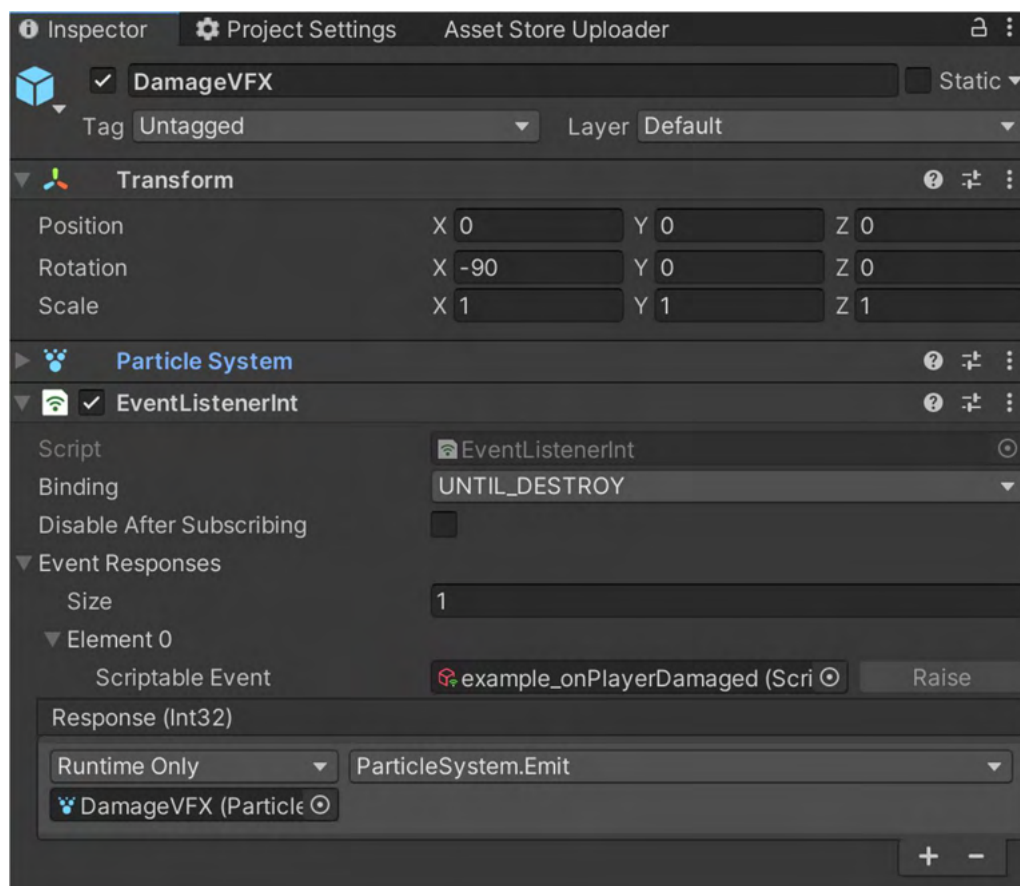 Inspector Project Settings Asset Store Uploader
DamageVFX Static
Tag Untagged Layer Default
Transform
Position X 0 Y 0 Z 0
Rotation X -90 Y 0 Z 0
Scale X 1 Y 1 Z 1
Particle System
EventListenerInt
Script EventListenerInt
Binding UNTIL_DESTROY
Disable After Subscribing
Event Responses
Size 1
Element 0
Scriptable Event example_onPlayerDamaged (Scri Raise
Response (Int32)
Runtime Only ParticleSystem.Emit
DamageVFX (Particle
+ −